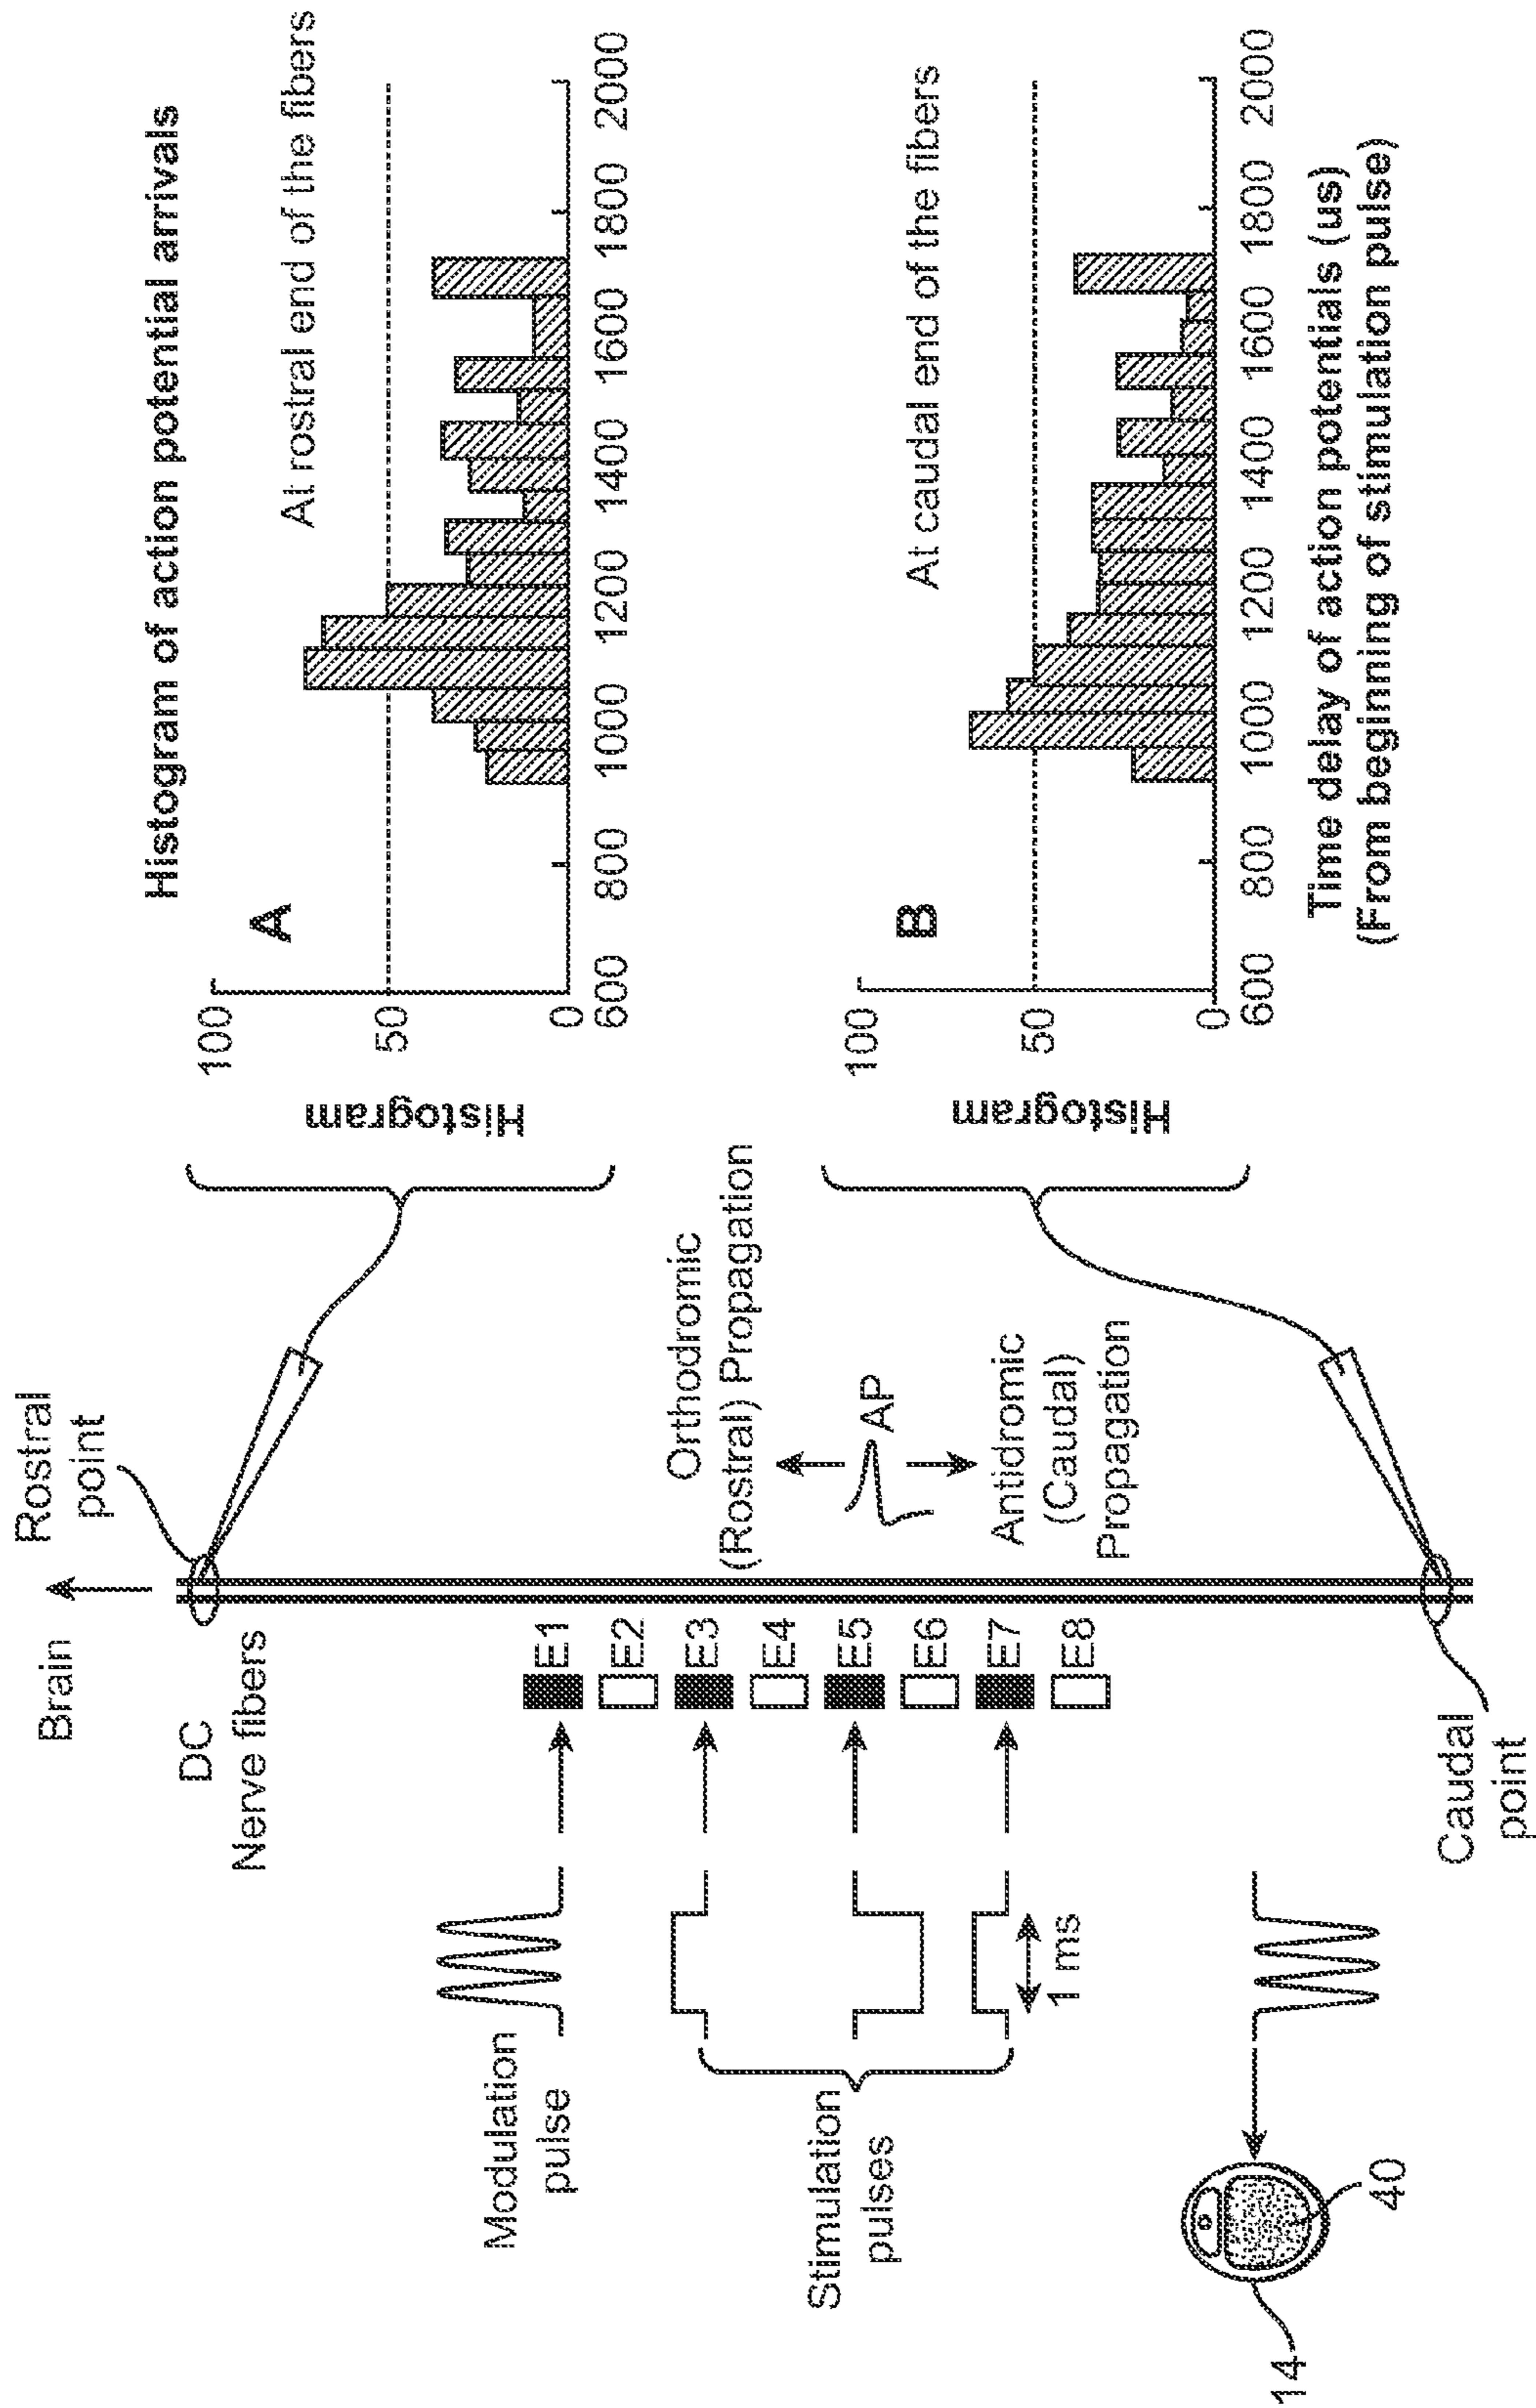 Brain
Rostral
point
DC
Nerve fibers
Modulation
pulse
E1
E2
E3
E4
E5
E6
E7
E8
Stimulation
pulses
1 ms
14
40
Caudal
point
Orthodromic
(Rostral) Propagation
AP
Antidromic
(Caudal)
Propagation
Histogram of action potential arrivals
A
At rostral end of the fibers
Histogram
100
50
0
600 800 1000 1200 1400 1600 1800 2000
B
At caudal end of the fibers
Histogram
100
50
0
600 800 1000 1200 1400 1600 1800 2000
Time delay of action potentials (us)
(From beginning of stimulation pulse)